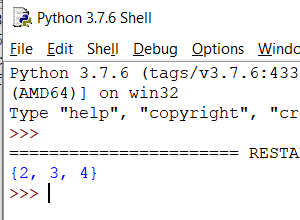 Python 3.7.6 Shell
File Edit Shell Debug Options
Python 3.7.6 (tags/v3.7.6:433
(AMD64)] on win32
Type "help", "copyright", "cr
>>>
======================= RESTA
{2, 3, 4}
>>>